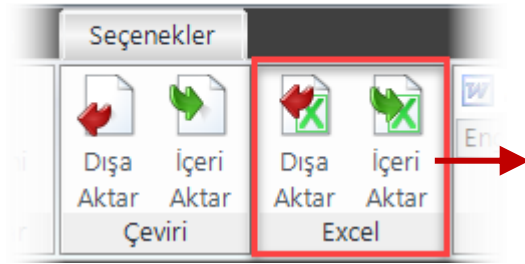 Seçenekler
Dışa Aktar
İçeri Aktar
Çeviri
Dışa Aktar
İçeri Aktar
Excel